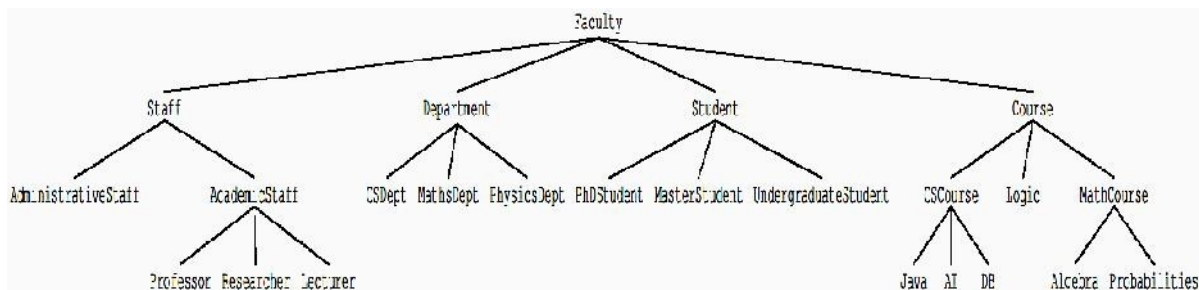 Faculty
Staff Department Student Course
AdministrativeStaff AcademicStaff CSDept MathsDept PhysicsDept PhDStudent MasterStudent UndergraduateStudent CSCourse Logic MathCourse
Professor Researcher Lecturer Java AI DB Algebra Probabilities